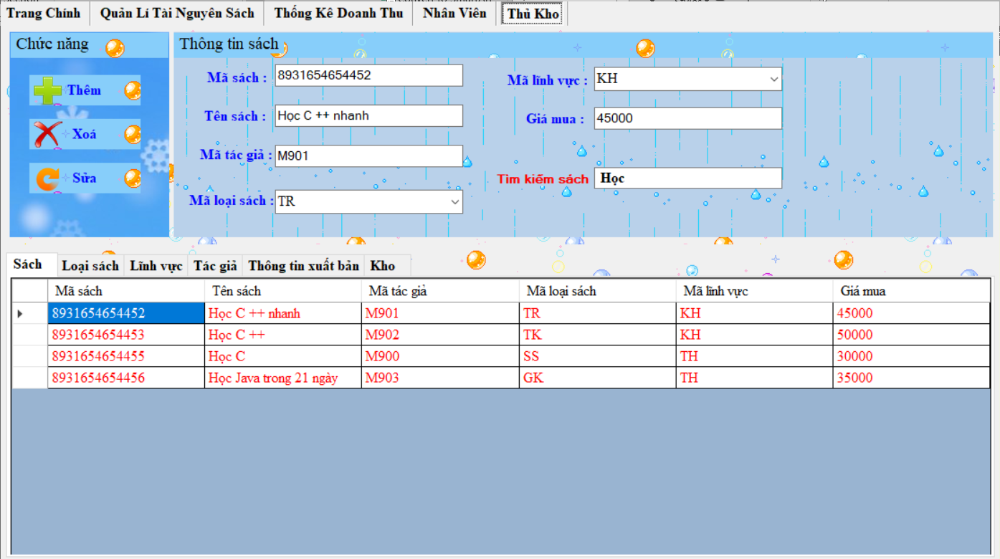 Trang Chính Quản Lí Tài Nguyên Sách Thống Kê Doanh Thu Nhân Viên Thủ Kho
Chức năng
Thêm
Xoá
Sửa
Thông tin sách
Mã sách : 8931654654452
Tên sách : Học C ++ nhanh
Mã tác giả : M901
Mã loại sách : TR
Mã lĩnh vực : KH
Giá mua : 45000
Tìm kiếm sách Học
Sách Loại sách Lĩnh vực Tác giả Thông tin xuất bản Kho
Mã sách Tên sách Mã tác giả Mã loại sách Mã lĩnh vực Giá mua
8931654654452 Học C ++ nhanh M901 TR KH 45000
8931654654453 Học C ++ M902 TK KH 50000
8931654654455 Học C M900 SS TH 30000
8931654654456 Học Java trong 21 ngày M903 GK TH 35000